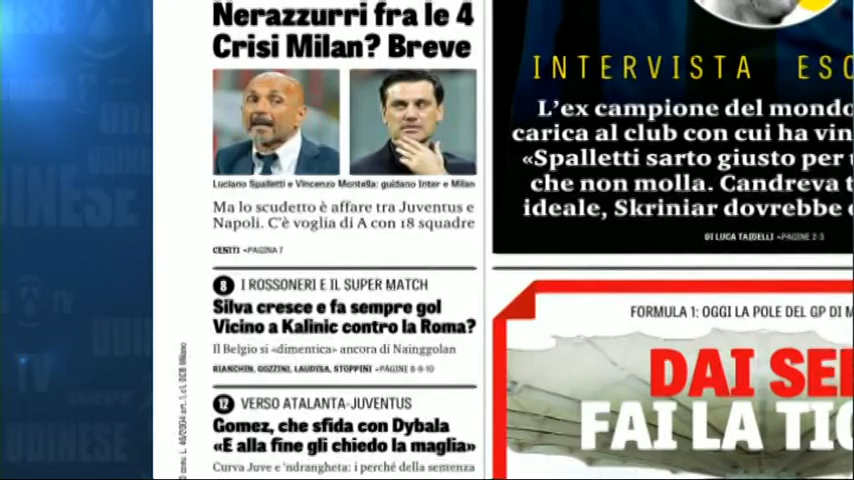 Nerazzurri fra le 4
Crisi Milan? Breve
Luciano Spalletti e Vincenzo Montella: guidano Inter e Milan
Ma lo scudetto è affare tra Juventus e
Napoli. C'è voglia di A con 18 squadre
CENITI PAGINA 7
8 I ROSSONERI E IL SUPER MATCH
Silva cresce e fa sempre gol
Vicino a Kalinic contro la Roma?
Il Belgio si «dimentica» ancora di Nainggolan
BIANCHIN, GOZZINI, LAUDISA, STOPPINI PAGINE 8-9-10
12 VERSO ATALANTA-JUVENTUS
Gomez, che sfida con Dybala
«E alla fine gli chiedo la maglia»
Curva Juve e 'ndrangheta: i perché della sentenza
INTERVISTA ESC
L'ex campione del mondo
carica al club con cui ha vin
«Spalletti sarto giusto per
che non molla. Candreva
ideale, Skriniar dovrebbe
DI LUCA TAIDELLI PAGINE 2-3
FORMULA 1: OGGI LA POLE DEL GP DI M
DAI SE
FAI LA TI
UDINESE
TV
UDINESE